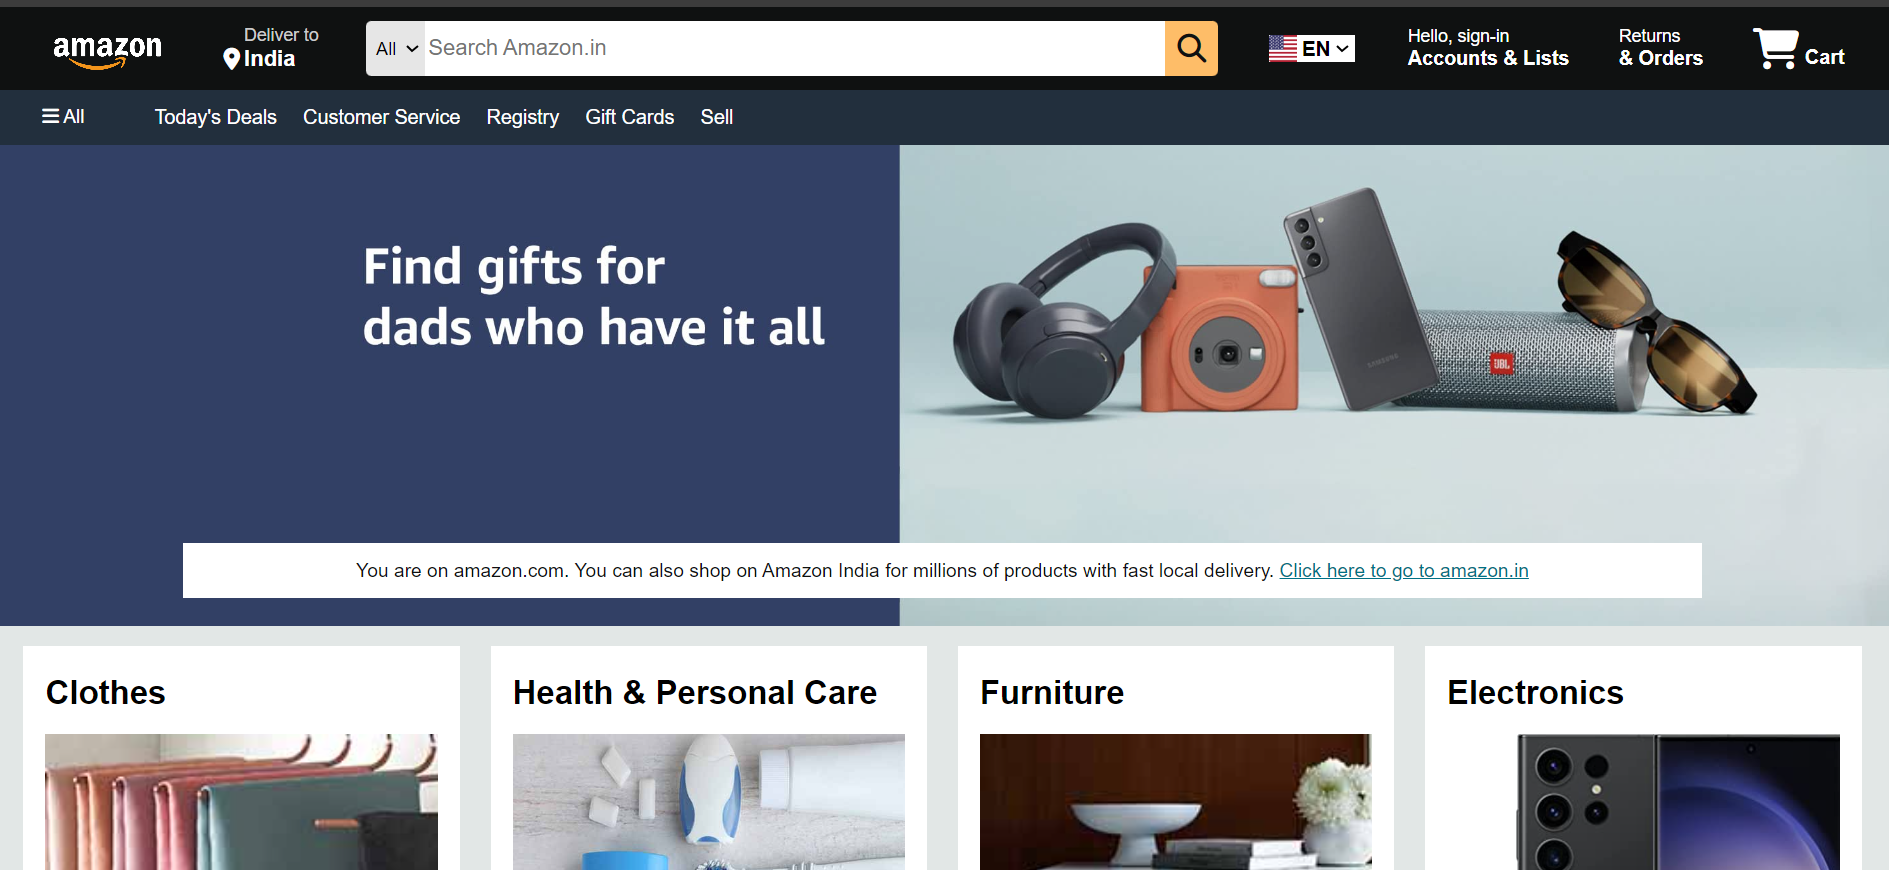 amazon
Deliver to
India
All
Search Amazon.in
EN
Hello, sign-in
Accounts & Lists
Returns
& Orders
Cart
All
Today's Deals
Customer Service
Registry
Gift Cards
Sell
Find gifts for
dads who have it all
SAMSUNG
JBL
You are on amazon.com. You can also shop on Amazon India for millions of products with fast local delivery. Click here to go to amazon.in
Clothes
Health & Personal Care
Furniture
Electronics